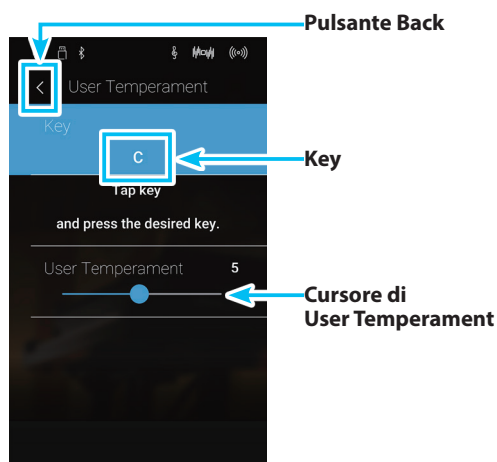 Pulsante Back
User Temperament
Key
C
Key
Tap key
and press the desired key.
User Temperament 5
Cursore di
User Temperament